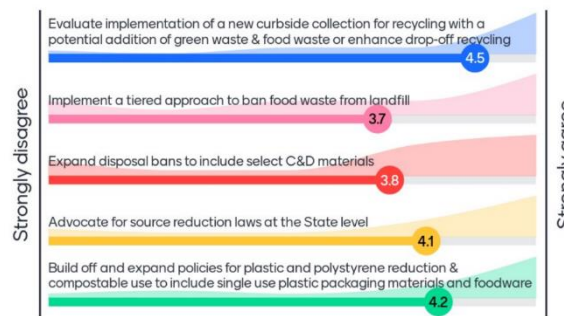 Strongly disagree
Evaluate implementation of a new curbside collection for recycling with a
potential addition of green waste & food waste or enhance drop-off recycling
4.5
Implement a tiered approach to ban food waste from landfill
3.7
Expand disposal bans to include select C&D materials
3.8
Advocate for source reduction laws at the State level
4.1
Build off and expand policies for plastic and polystyrene reduction &
compostable use to include single use plastic packaging materials and foodware
4.2
Strongly agree